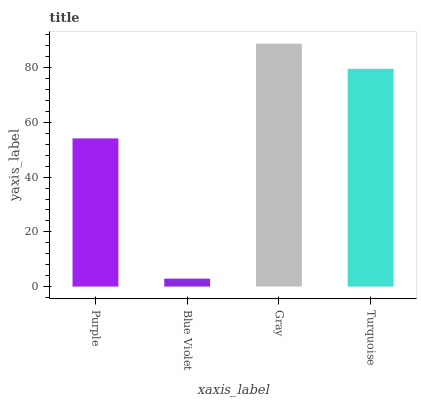 title
yaxis_label
80
60
40
20
0
Purple
Blue Violet
Gray
Turquoise
xaxis_label